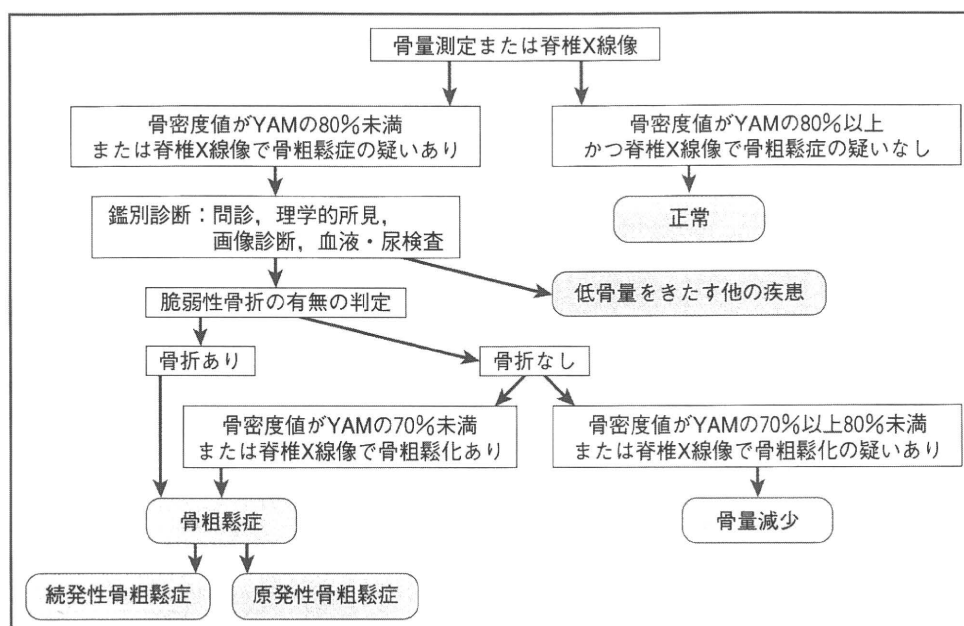 骨量測定または脊椎X線像
骨密度値がYAMの80％未満
または脊椎X線像で骨粗鬆症の疑いあり
骨密度値がYAMの80％以上
かつ脊椎X線像で骨粗鬆症の疑いなし
鑑別診断：問診，理学的所見，
画像診断，血液・尿検査
正常
低骨量をきたす他の疾患
脆弱性骨折の有無の判定
骨折あり
骨折なし
骨密度値がYAMの70％未満
または脊椎X線像で骨粗鬆化あり
骨密度値がYAMの70％以上80％未満
または脊椎X線像で骨粗鬆化の疑いあり
骨粗鬆症
骨量減少
続発性骨粗鬆症
原発性骨粗鬆症